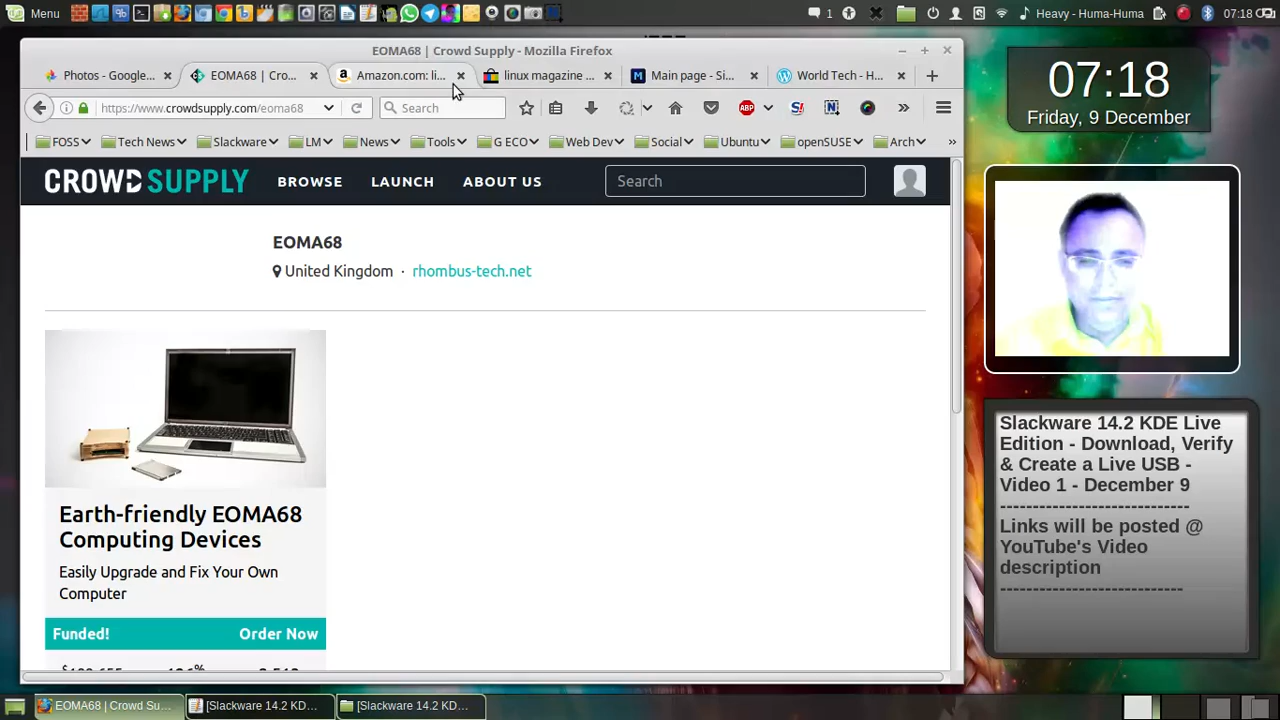 Menu
1
Heavy - Huma-Huma
07:18
EOMA68 | Crowd Supply - Mozilla Firefox
Photos - Google...
EOMA68 | Cro...
Amazon.com: li...
linux magazine ...
Main page - Si...
World Tech - H...
https://www.crowdsupply.com/eoma68
Search
ABP
FOSS
Tech News
Slackware
LM
News
Tools
G ECO
Web Dev
Social
Ubuntu
openSUSE
Arch
CROWD SUPPLY
BROWSE
LAUNCH
ABOUT US
Search
EOMA68
United Kingdom · rhombus-tech.net
Earth-friendly EOMA68
Computing Devices
Easily Upgrade and Fix Your Own
Computer
Funded!
Order Now
07:18
Friday, 9 December
Slackware 14.2 KDE Live
Edition - Download, Verify
& Create a Live USB -
Video 1 - December 9
----------------------------
Links will be posted @
YouTube's Video
description
---------------------------
EOMA68 | Crowd Su...
[Slackware 14.2 KD...
[Slackware 14.2 KD...